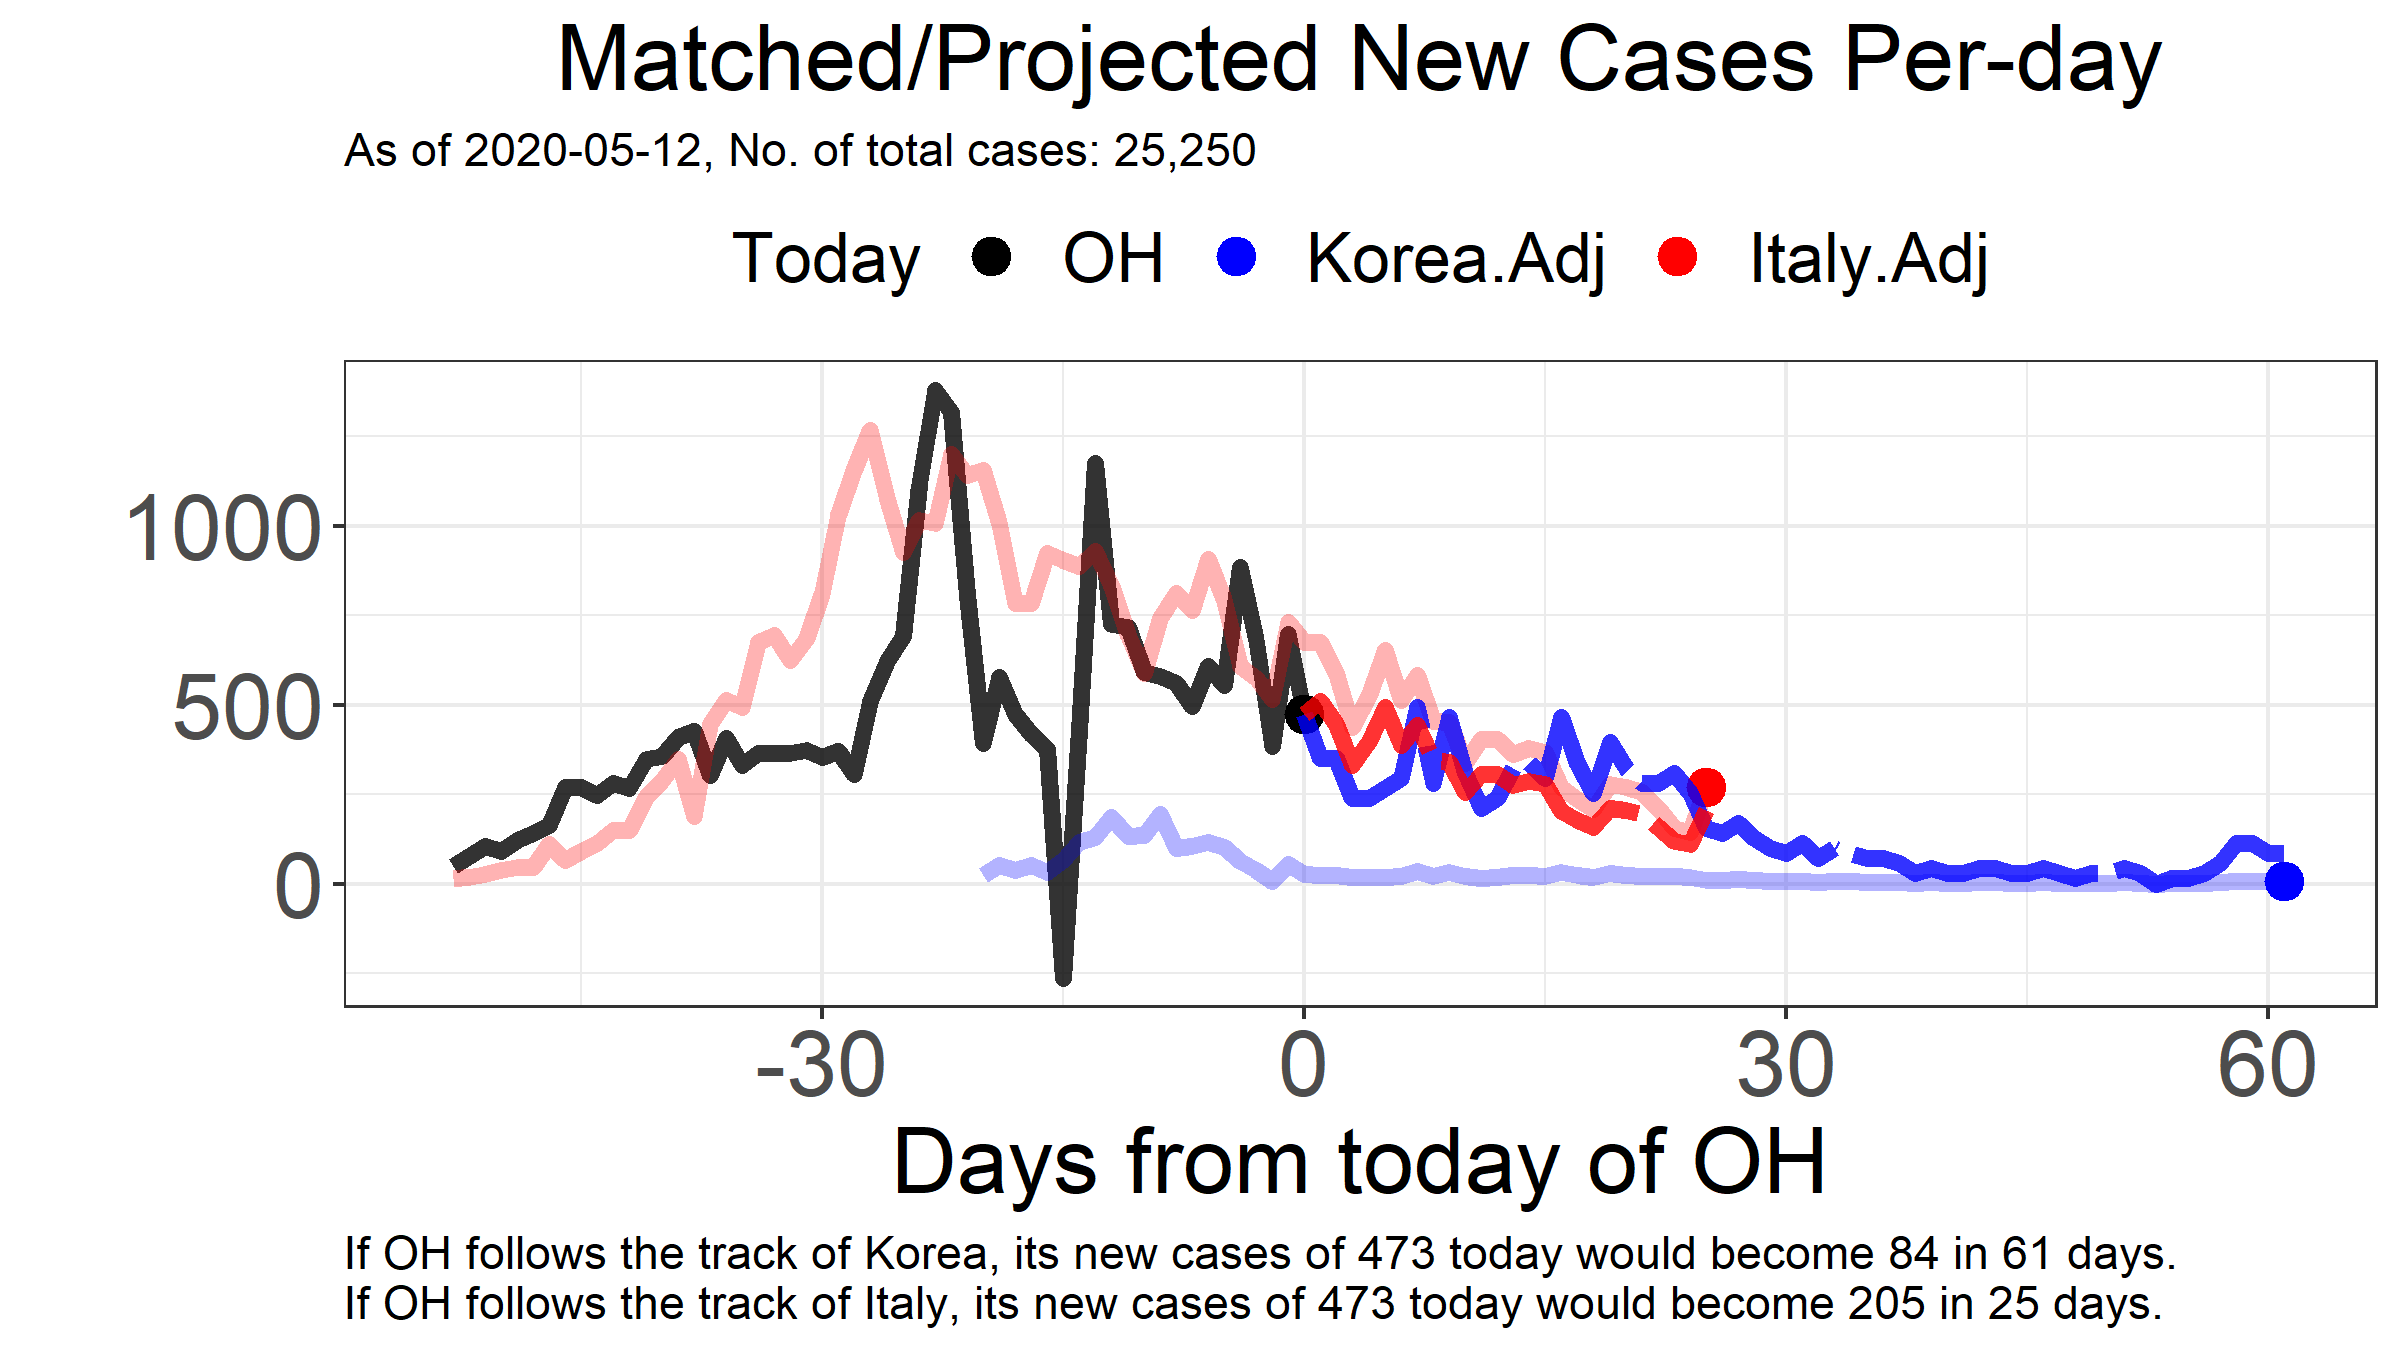 Matched/Projected New Cases Per-day
As of 2020-05-12, No. of total cases: 25,250
Today OH Korea.Adj Italy.Adj
1000
500
0
-30 0 30 60
Days from today of OH
If OH follows the track of Korea, its new cases of 473 today would become 84 in 61 days.
If OH follows the track of Italy, its new cases of 473 today would become 205 in 25 days.